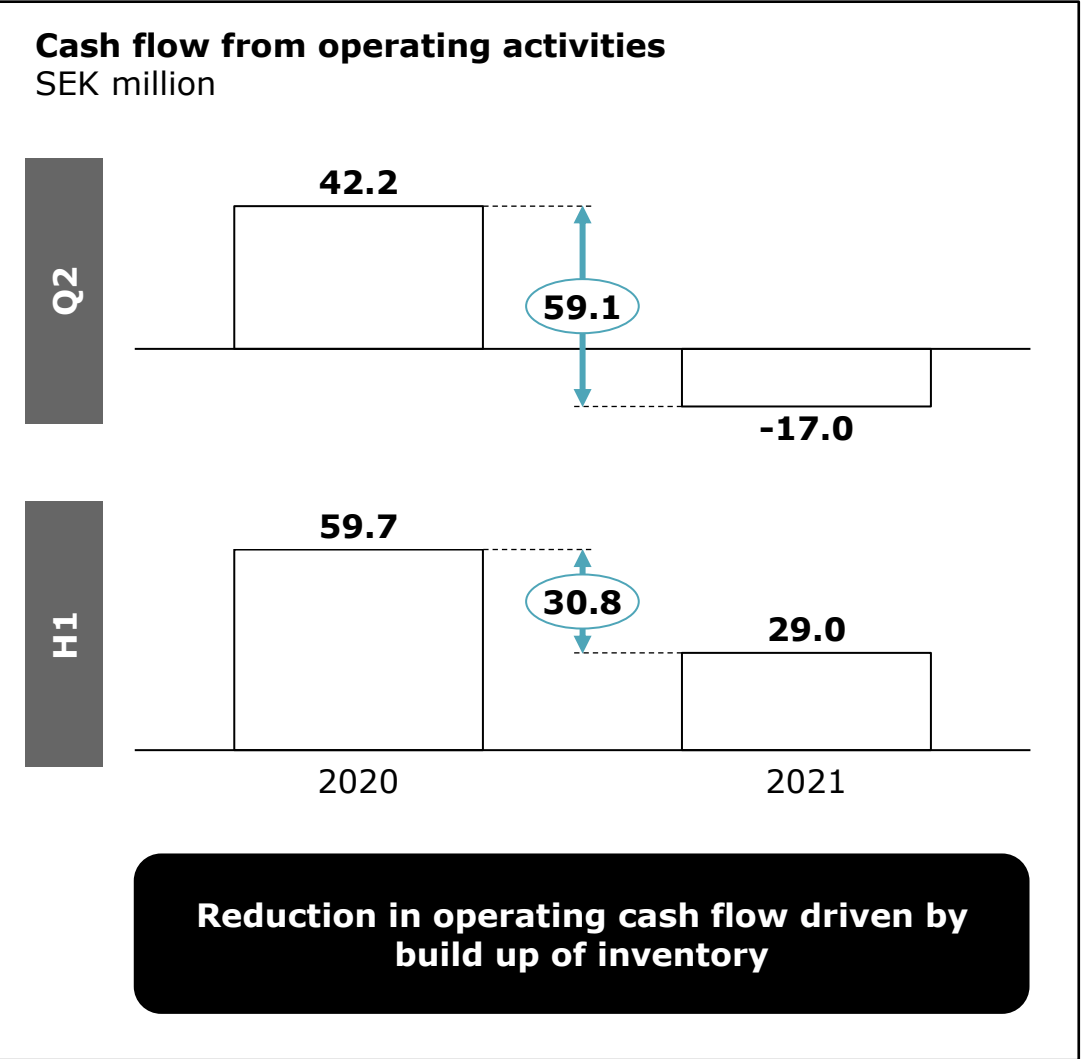 Cash flow from operating activities
SEK million
Q2
42.2
59.1
-17.0
H1
59.7
30.8
29.0
2020
2021
Reduction in operating cash flow driven by
build up of inventory